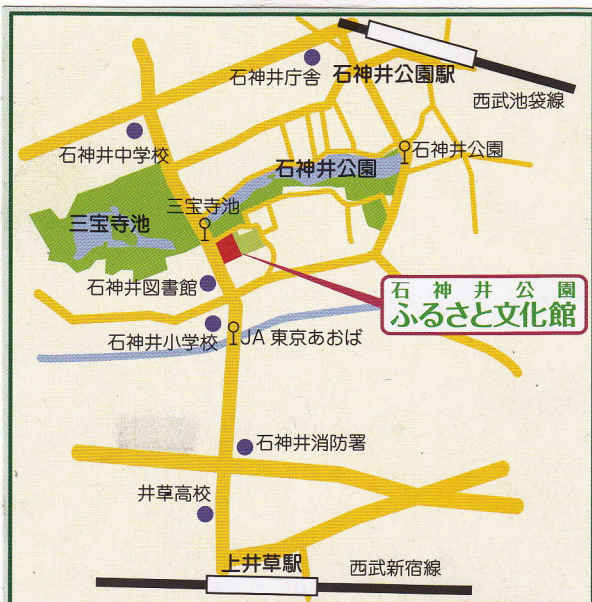 石神井庁舎
石神井公園駅
西武池袋線
石神井中学校
石神井公園
石神井公園
三宝寺池
三宝寺池
石神井図書館
石神井公園
ふるさと文化館
石神井小学校
JA 東京あおば
石神井消防署
井草高校
上井草駅
西武新宿線